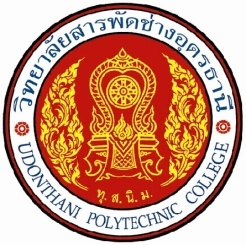 วิทยาลัยสารพัดช่างอุดรธานี
ทุ. ส. นิ. ม.
UDONTHANI POLYTECHNIC COLLEGE